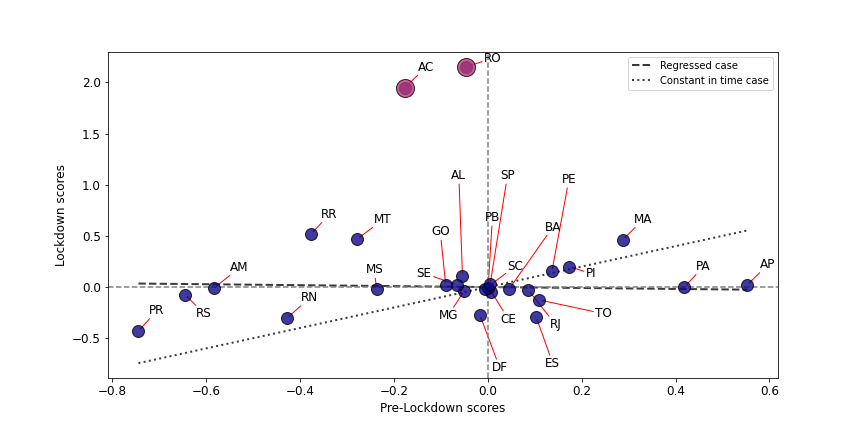 AC
RO
Regressed case
Constant in time case
2.0
1.5
1.0
0.5
0.0
−0.5
Lockdown scores
AL
SP
PE
RR
MT
GO
PB
BA
MA
AM
MS
SE
SC
PI
PA
AP
PR
RS
RN
MG
CE
RJ
TO
DF
ES
−0.8
−0.6
−0.4
−0.2
0.0
0.2
0.4
0.6
Pre-Lockdown scores